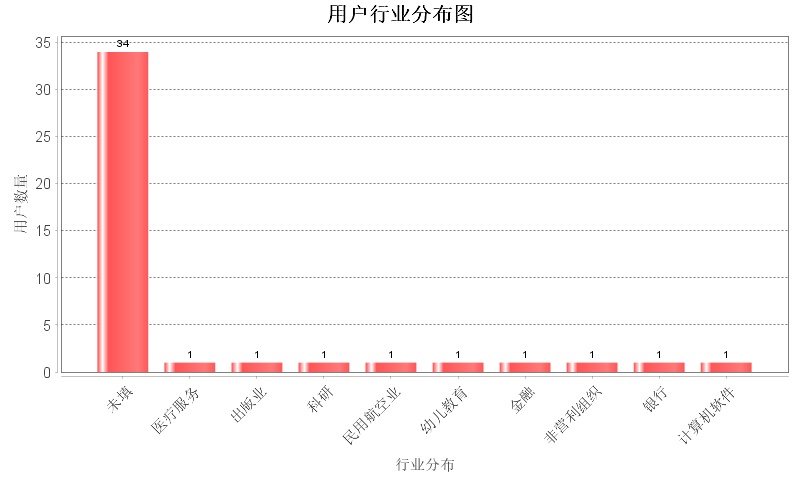 用户行业分布图
用户数量
35
30
25
20
15
10
5
0
34
1
1
1
1
1
1
1
1
1
未填
医疗服务
出版业
科研
民用航空业
幼儿教育
金融
非营利组织
银行
计算机软件
行业分布